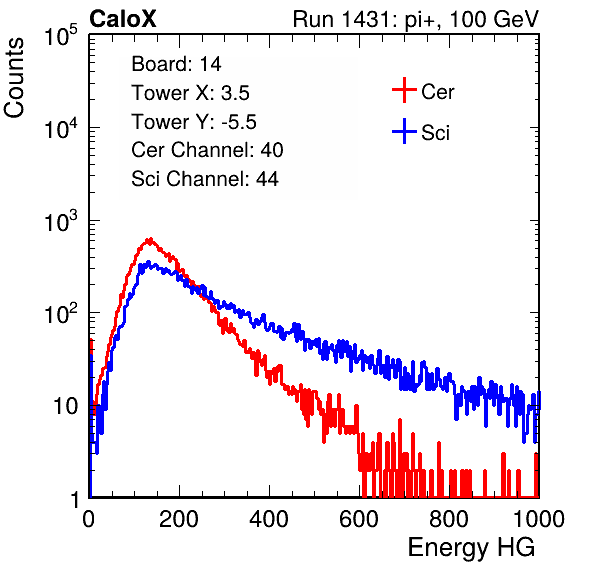 CaloX Run 1431: pi+, 100 GeV
Counts
10^5
10^4
10^3
10^2
10
1
Board: 14
Tower X: 3.5
Tower Y: -5.5
Cer Channel: 40
Sci Channel: 44
Cer
Sci
0 200 400 600 800 1000
Energy HG